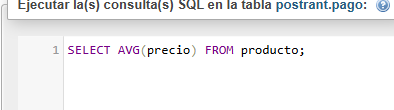 Ejecutar la(s) consulta(s) SQL en la tabla postrant.pago:
1 SELECT AVG(precio) FROM producto;